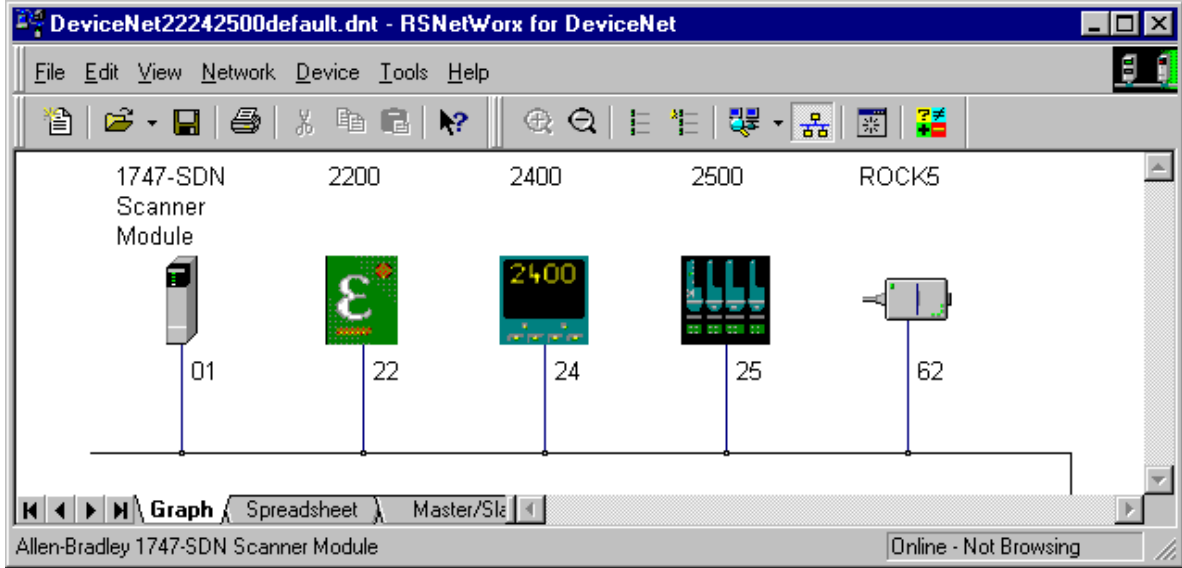 DeviceNet22242500default.dnt - RSNetWorx for DeviceNet
File Edit View Network Device Tools Help
1747-SDN Scanner Module
2200
2400
2500
ROCK5
2400
01
22
24
25
62
Graph
Spreadsheet
Master/Sla
Allen-Bradley 1747-SDN Scanner Module
Online - Not Browsing